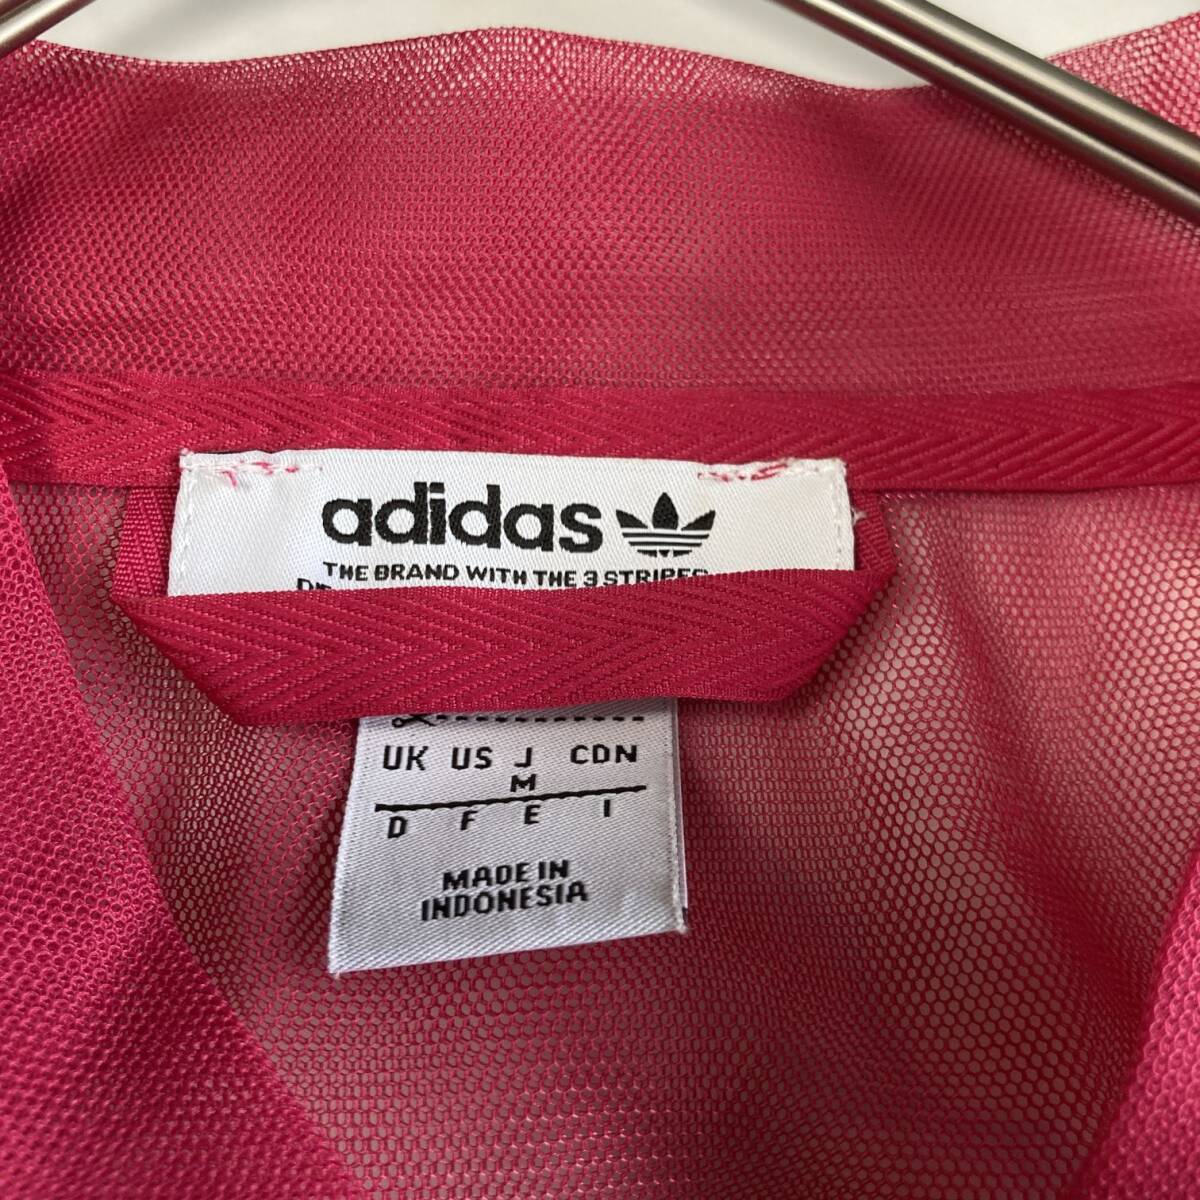 adidas
THE BRAND WITH THE 3 STRIPES
UK US J CDN
M
D F E I
MADE IN
INDONESIA